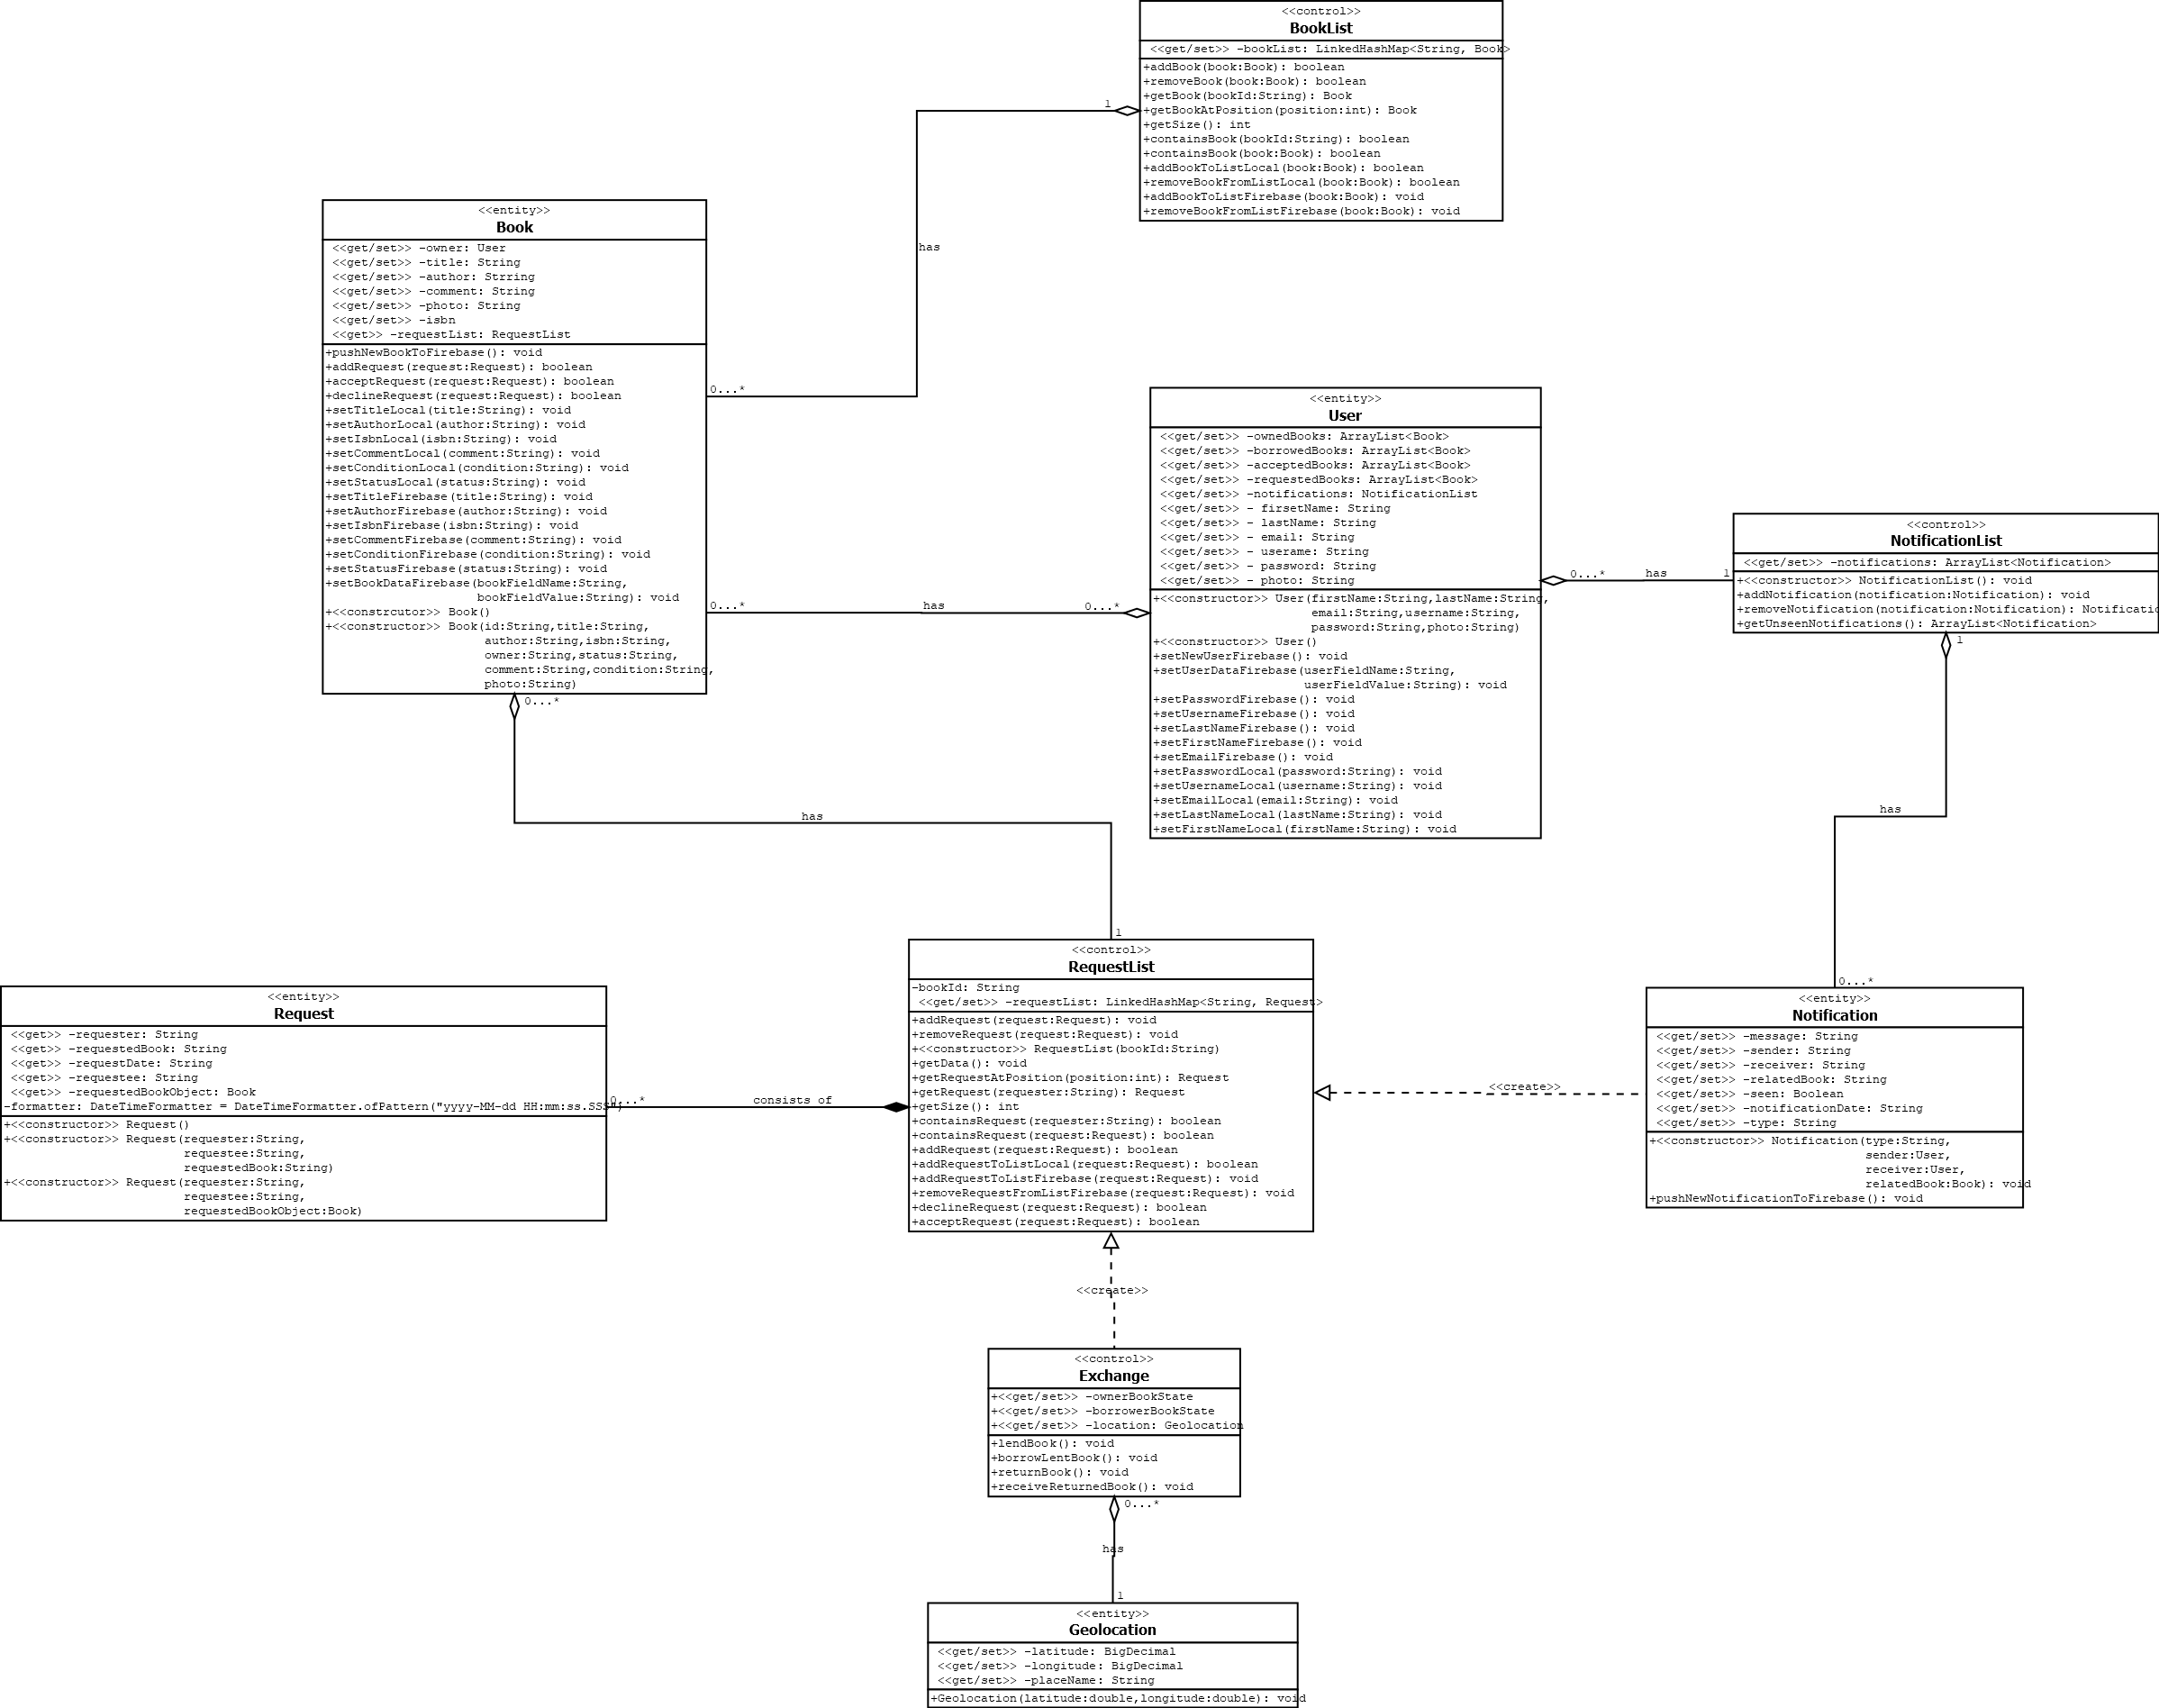 <<control>>
BookList
<<get/set>> -bookList: LinkedHashMap<String, Book>
+addBook(book:Book): boolean
+removeBook(book:Book): boolean
+getBook(bookId:String): Book
+getBookAtPosition(position:int): Book
+getSize(): int
+containsBook(bookId:String): boolean
+containsBook(book:Book): boolean
+addBookToListLocal(book:Book): boolean
+removeBookFromListLocal(book:Book): boolean
+addBookToListFirebase(book:Book): void
+removeBookFromListFirebase(book:Book): void
1
has
0...*
<<entity>>
Book
<<get/set>> -owner: User
<<get/set>> -title: String
<<get/set>> -author: Strring
<<get/set>> -comment: String
<<get/set>> -photo: String
<<get/set>> -isbn
<<get>> -requestList: RequestList
+pushNewBookToFirebase(): void
+addRequest(request:Request): boolean
+acceptRequest(request:Request): boolean
+declineRequest(request:Request): boolean
+setTitleLocal(title:String): void
+setAuthorLocal(author:String): void
+setIsbnLocal(isbn:String): void
+setCommentLocal(comment:String): void
+setConditionLocal(condition:String): void
+setStatusLocal(status:String): void
+setTitleFirebase(title:String): void
+setAuthorFirebase(author:String): void
+setIsbnFirebase(isbn:String): void
+setCommentFirebase(comment:String): void
+setConditionFirebase(condition:String): void
+setStatusFirebase(status:String): void
+setBookDataFirebase(bookFieldName:String,
bookFieldValue:String): void
+<<constrcutor>> Book()
+<<constructor>> Book(id:String,title:String,
author:String,isbn:String,
owner:String,status:String,
comment:String,condition:String,
photo:String)
0...*
has
0...*
<<entity>>
User
<<get/set>> -ownedBooks: ArrayList<Book>
<<get/set>> -borrowedBooks: ArrayList<Book>
<<get/set>> -acceptedBooks: ArrayList<Book>
<<get/set>> -requestedBooks: ArrayList<Book>
<<get/set>> -notifications: NotificationList
<<get/set>> - firsetName: String
<<get/set>> - lastName: String
<<get/set>> - email: String
<<get/set>> - userame: String
<<get/set>> - password: String
<<get/set>> - photo: String
+<<constructor>> User(firstName:String,lastName:String,
email:String,username:String,
password:String,photo:String)
+<<constructor>> User()
+setNewUserFirebase(): void
+setUserDataFirebase(userFieldName:String,
userFieldValue:String): void
+setPasswordFirebase(): void
+setUsernameFirebase(): void
+setLastNameFirebase(): void
+setFirstNameFirebase(): void
+setEmailFirebase(): void
+setPasswordLocal(password:String): void
+setUsernameLocal(username:String): void
+setEmailLocal(email:String): void
+setLastNameLocal(lastName:String): void
+setFirstNameLocal(firstName:String): void
0...*
has
1
<<control>>
NotificationList
<<get/set>> -notifications: ArrayList<Notification>
+<<constructor>> NotificationList(): void
+addNotification(notification:Notification): void
+removeNotification(notification:Notification): Notificatio
+getUnseenNotifications(): ArrayList<Notification>
1
has
0...*
0...*
has
1
<<control>>
RequestList
-bookId: String
<<get/set>> -requestList: LinkedHashMap<String, Request>
+addRequest(request:Request): void
+removeRequest(request:Request): void
+<<constructor>> RequestList(bookId:String)
+getData(): void
+getRequestAtPosition(position:int): Request
+getRequest(requester:String): Request
+getSize(): int
+containsRequest(requester:String): boolean
+containsRequest(request:Request): boolean
+addRequest(request:Request): boolean
+addRequestToListLocal(request:Request): boolean
+addRequestToListFirebase(request:Request): void
+removeRequestFromListFirebase(request:Request): void
+declineRequest(request:Request): boolean
+acceptRequest(request:Request): boolean
<<entity>>
Request
<<get>> -requester: String
<<get>> -requestedBook: String
<<get>> -requestDate: String
<<get>> -requestee: String
<<get>> -requestedBookObject: Book
-formatter: DateTimeFormatter = DateTimeFormatter.ofPattern("yyyy-MM-dd HH:mm:ss.SSS")
+<<constructor>> Request()
+<<constructor>> Request(requester:String,
requestee:String,
requestedBook:String)
+<<constructor>> Request(requester:String,
requestee:String,
requestedBookObject:Book)
0...*
consists of
<<create>>
<<entity>>
Notification
<<get/set>> -message: String
<<get/set>> -sender: String
<<get/set>> -receiver: String
<<get/set>> -relatedBook: String
<<get/set>> -seen: Boolean
<<get/set>> -notificationDate: String
<<get/set>> -type: String
+<<constructor>> Notification(type:String,
sender:User,
receiver:User,
relatedBook:Book): void
+pushNewNotificationToFirebase(): void
<<create>>
<<control>>
Exchange
+<<get/set>> -ownerBookState
+<<get/set>> -borrowerBookState
+<<get/set>> -location: Geolocation
+lendBook(): void
+borrowLentBook(): void
+returnBook(): void
+receiveReturnedBook(): void
0...*
has
1
<<entity>>
Geolocation
<<get/set>> -latitude: BigDecimal
<<get/set>> -longitude: BigDecimal
<<get/set>> -placeName: String
+Geolocation(latitude:double,longitude:double): void